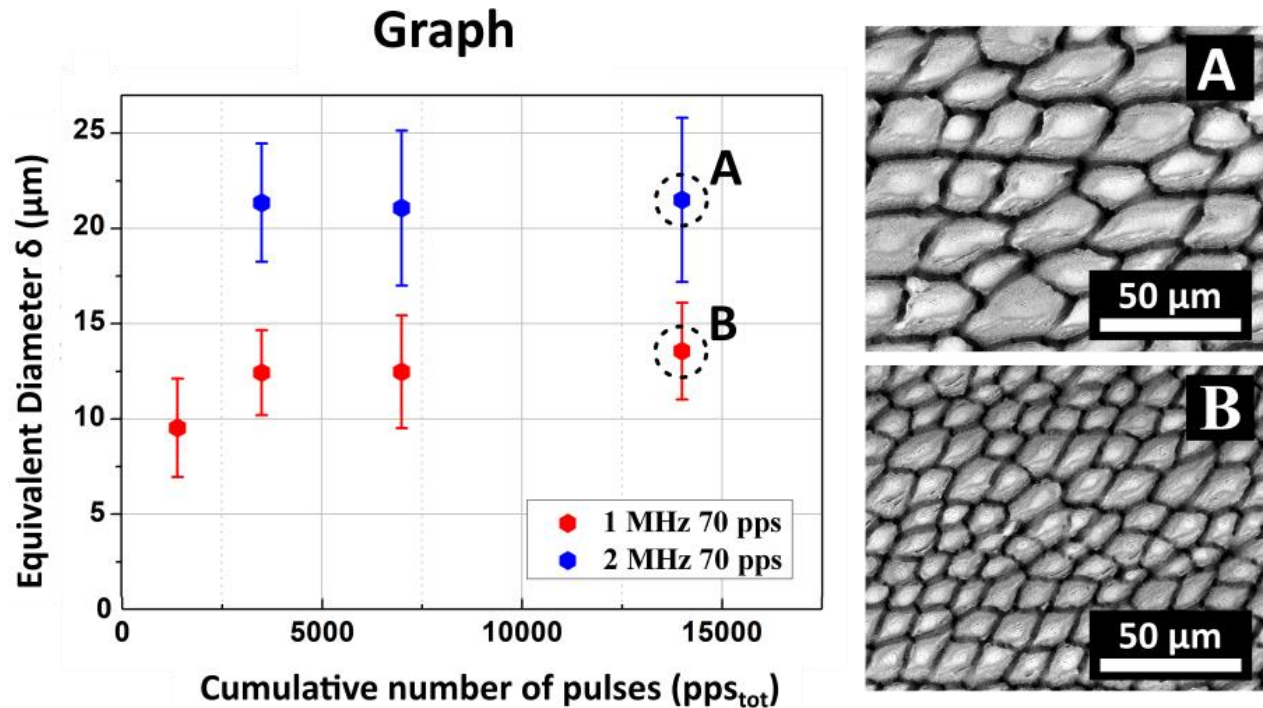 Graph
Equivalent Diameter δ (μm)
25
20
15
10
5
0
0 5000 10000 15000
Cumulative number of pulses (ppstot)
A
B
1 MHz 70 pps
2 MHz 70 pps
A
50 μm
B
50 μm